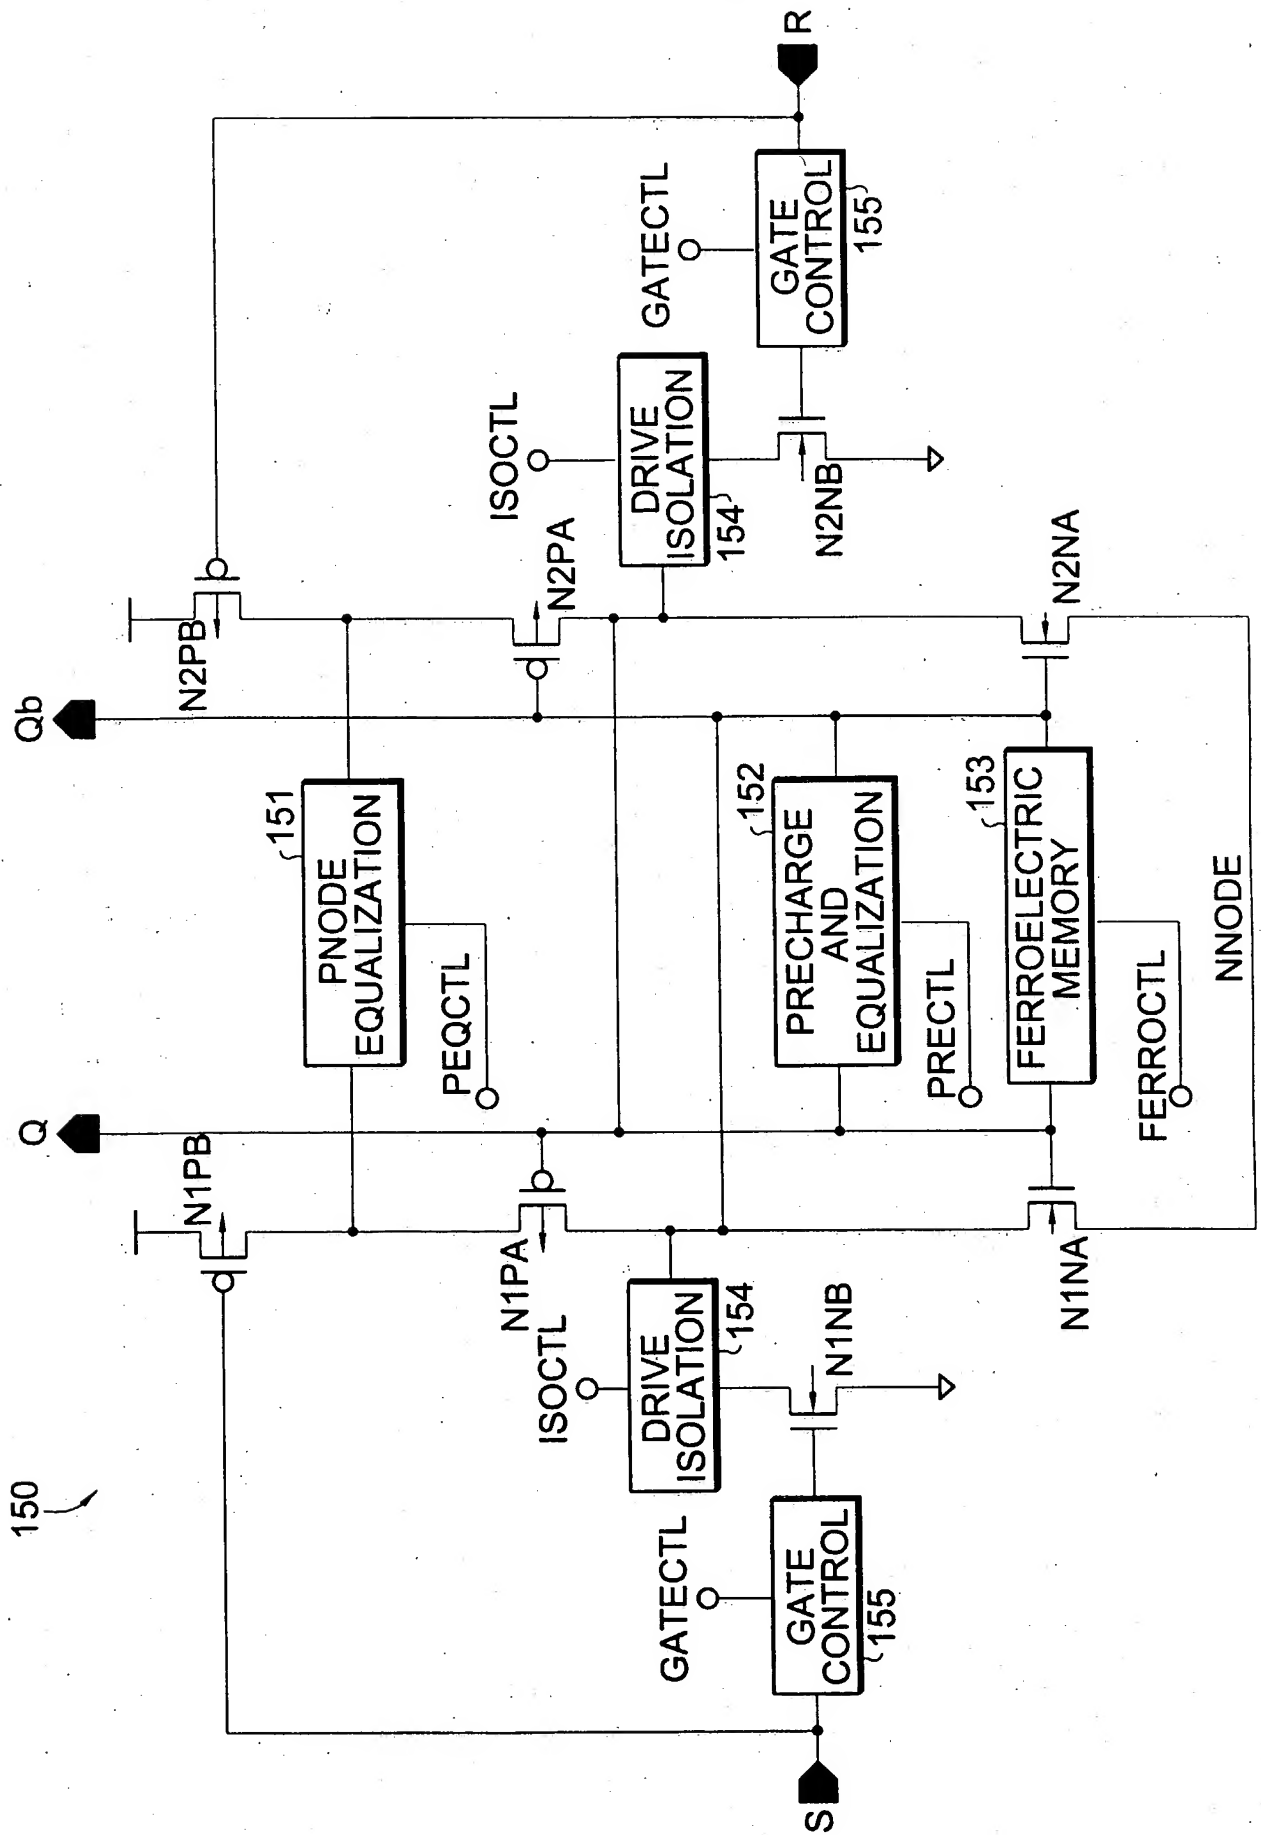 150
Q
Qb
N1PB
N2PB
151
PNODE
EQUALIZATION
PEQCTL
N1PA
N2PA
ISOCTL
DRIVE
ISOLATION
154
ISOCTL
DRIVE
ISOLATION
154
GATECTL
GATE
CONTROL
155
GATECTL
GATE
CONTROL
155
N1NB
N2NB
152
PRECHARGE
AND
EQUALIZATION
PRECTL
153
FERROELECTRIC
MEMORY
FERROCTL
N1NA
N2NA
NNODE
S
R